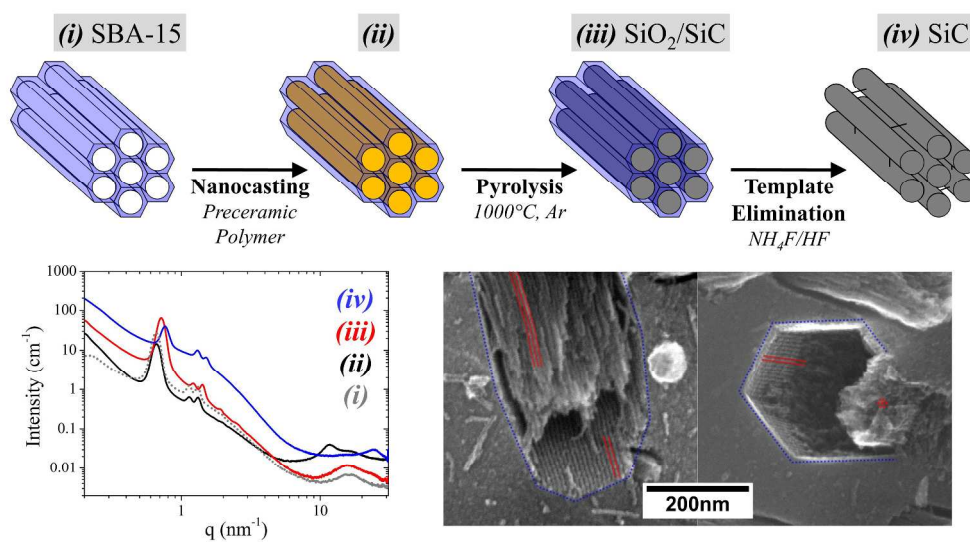 (i) SBA-15
(ii)
(iii) SiO₂/SiC
(iv) SiC
Nanocasting
Preceramic
Polymer
Pyrolysis
1000°C, Ar
Template
Elimination
NH₄F/HF
1000
100
10
1
0.1
0.01
Intensity (cm⁻¹)
(iv)
(iii)
(ii)
(i)
1
10
q (nm⁻¹)
200nm